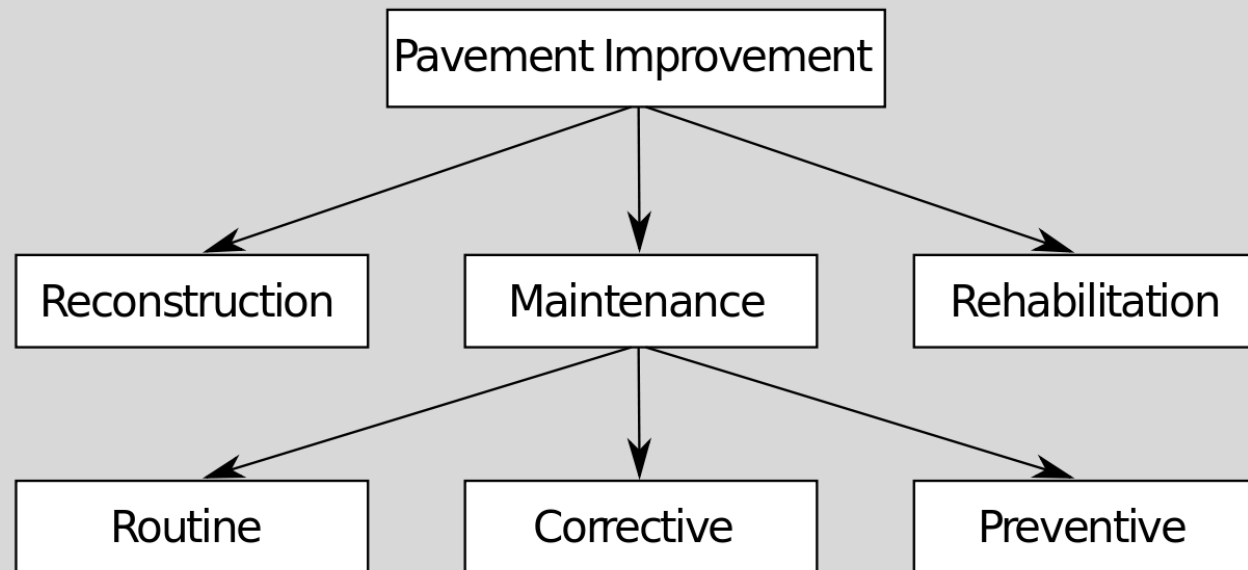 Pavement Improvement
Reconstruction
Maintenance
Rehabilitation
Routine
Corrective
Preventive